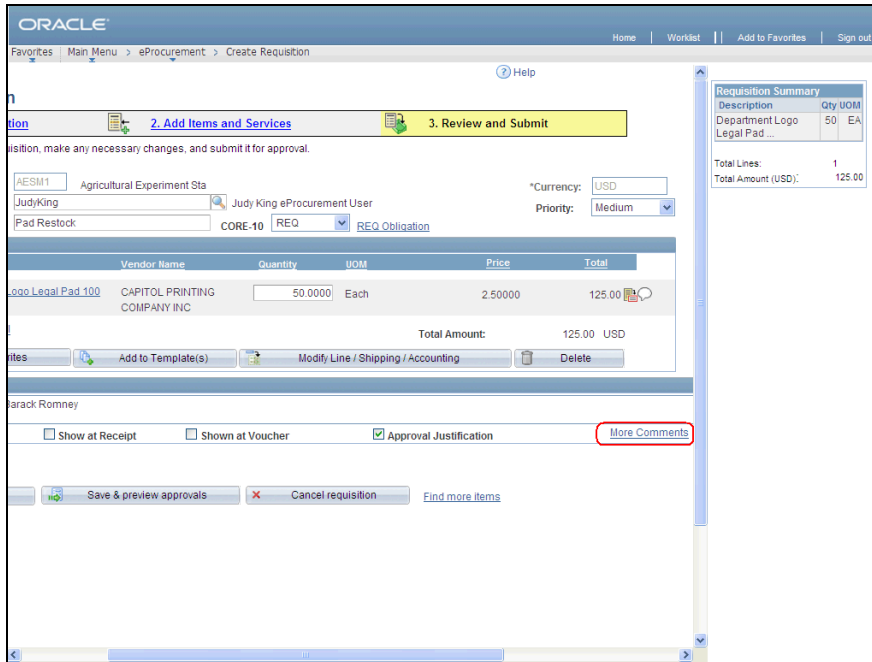 ORACLE
Home Worklist Add to Favorites Sign out
Favorites Main Menu > eProcurement > Create Requisition
Help
n
tion 2. Add Items and Services 3. Review and Submit
uisition, make any necessary changes, and submit it for approval.
AESM1 Agricultural Experiment Sta *Currency: USD
JudyKing Judy King eProcurement User Priority: Medium
Pad Restock CORE-10 REQ REQ Obligation
Vendor Name Quantity UOM Price Total
Logo Legal Pad 100 CAPITOL PRINTING COMPANY INC 50.0000 Each 2.50000 125.00
Total Amount: 125.00 USD
rites Add to Template(s) Modify Line / Shipping / Accounting Delete
Barack Romney
Show at Receipt Shown at Voucher Approval Justification More Comments
Save & preview approvals Cancel requisition Find more items
Requisition Summary
Description Qty UOM
Department Logo Legal Pad ... 50 EA
Total Lines: 1
Total Amount (USD): 125.00